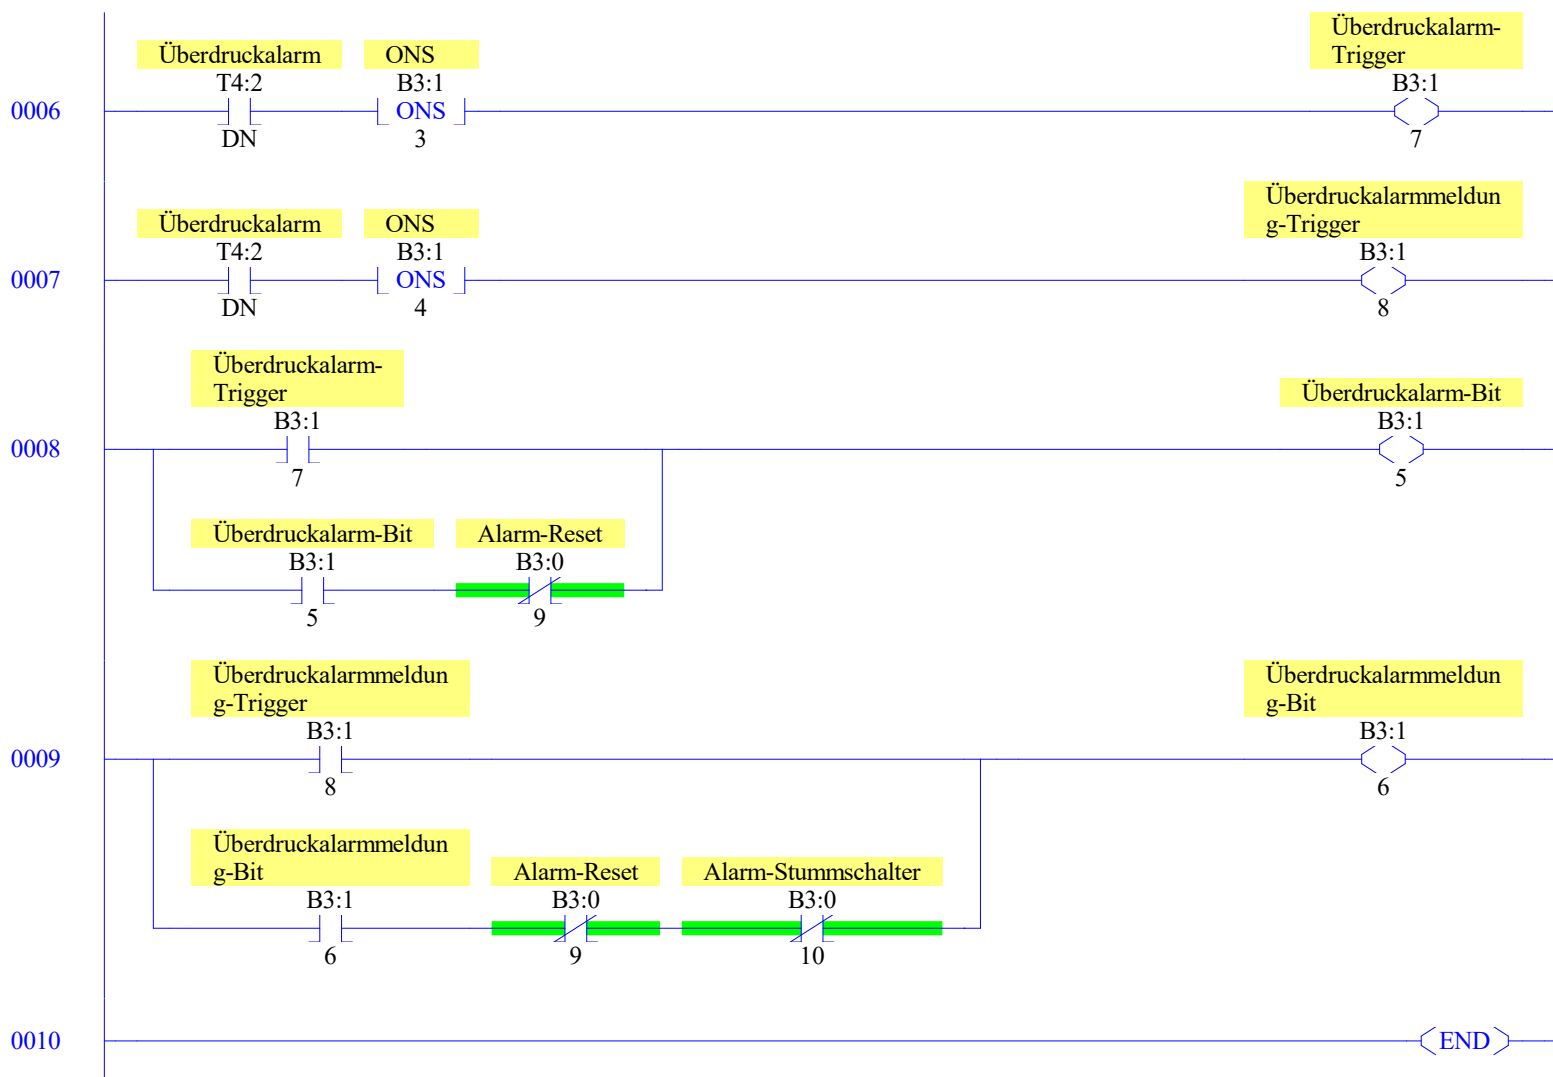 Überdruckalarm-
Trigger
Überdruckalarm
ONS
T4:2
B3:1
B3:1
0006
ONS
DN
3
7
Überdruckalarmmeldun
g-Trigger
Überdruckalarm
ONS
T4:2
B3:1
B3:1
0007
ONS
DN
4
8
Überdruckalarm-
Trigger
Überdruckalarm-Bit
B3:1
B3:1
0008
7
5
Überdruckalarm-Bit
Alarm-Reset
B3:1
B3:0
5
9
Überdruckalarmmeldun
g-Trigger
Überdruckalarmmeldun
g-Bit
B3:1
B3:1
0009
8
6
Überdruckalarmmeldun
g-Bit
Alarm-Reset
Alarm-Stummschalter
B3:1
B3:0
B3:0
6
9
10
0010
END